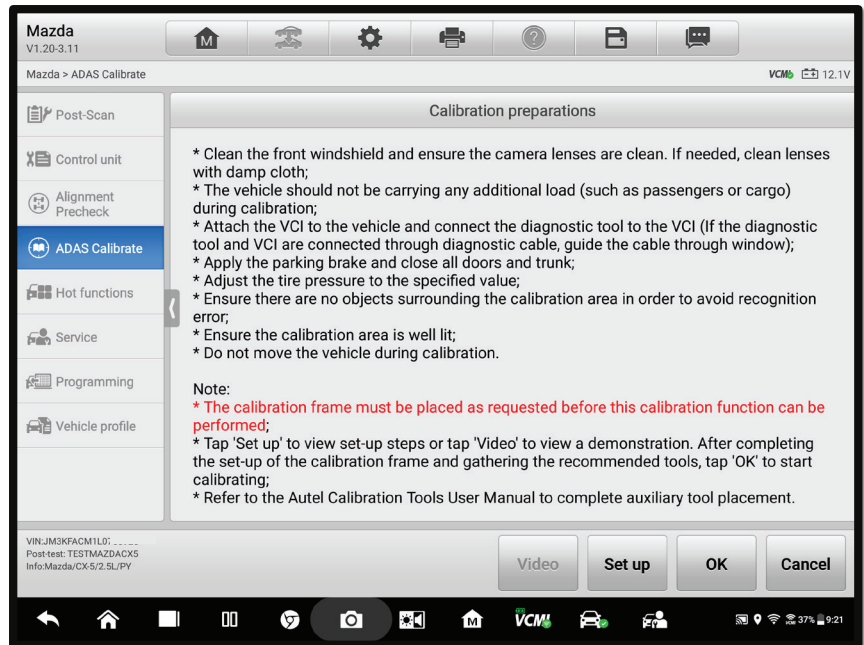 Mazda
V1.20-3.11
Mazda > ADAS Calibrate
VCMI 12.1V
Post-Scan
Control unit
Alignment
Precheck
ADAS Calibrate
Hot functions
Service
Programming
Vehicle profile
Calibration preparations
* Clean the front windshield and ensure the camera lenses are clean. If needed, clean lenses
with damp cloth;
* The vehicle should not be carrying any additional load (such as passengers or cargo)
during calibration;
* Attach the VCI to the vehicle and connect the diagnostic tool to the VCI (If the diagnostic
tool and VCI are connected through diagnostic cable, guide the cable through window);
* Apply the parking brake and close all doors and trunk;
* Adjust the tire pressure to the specified value;
* Ensure there are no objects surrounding the calibration area in order to avoid recognition
error;
* Ensure the calibration area is well lit;
* Do not move the vehicle during calibration.
Note:
* The calibration frame must be placed as requested before this calibration function can be
performed;
* Tap 'Set up' to view set-up steps or tap 'Video' to view a demonstration. After completing
the set-up of the calibration frame and gathering the recommended tools, tap 'OK' to start
calibrating;
* Refer to the Autel Calibration Tools User Manual to complete auxiliary tool placement.
Post-test: TESTMAZDACX5
Info:Mazda/CX-5/2.5L/PY
Video
Set up
OK
Cancel
VCMI
37% 9:21